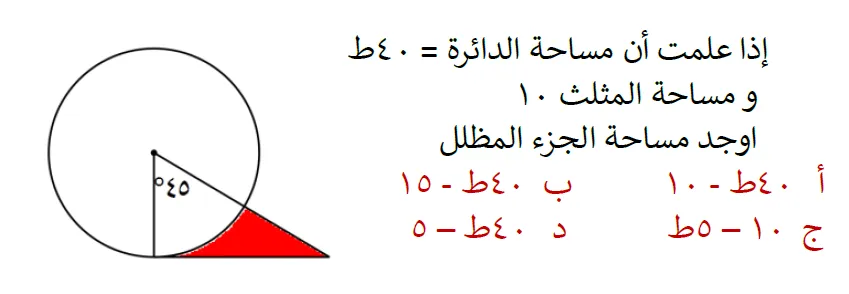 إذا علمت أن مساحة الدائرة = ٤٠ط
و مساحة المثلث ١٠
اوجد مساحة الجزء المظلل
أ ٤٠ط - ١٠ ب ٤٠ط - ١٥
ج ١٠ – ٥ط د ٤٠ط – ٥
٤٥°